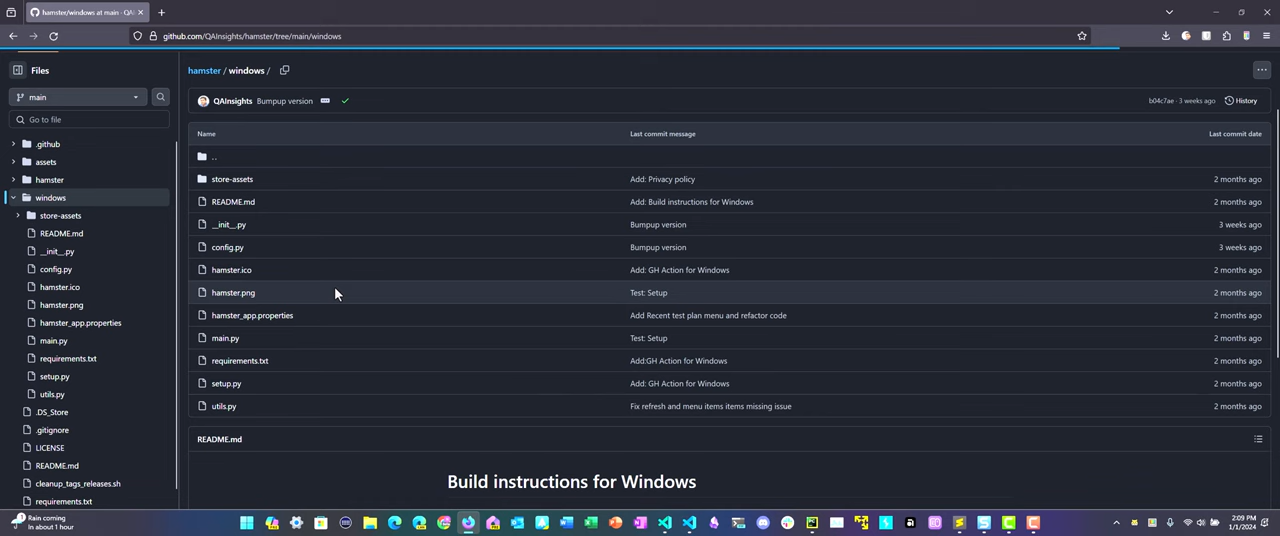 hamster/windows at main · QAI
github.com/QAInsights/hamster/tree/main/windows
Files
main
Go to file
.github
assets
hamster
windows
store-assets
README.md
__init__.py
config.py
hamster.ico
hamster.png
hamster_app.properties
main.py
requirements.txt
setup.py
utils.py
.DS_Store
.gitignore
LICENSE
README.md
cleanup_tags_releases.sh
requirements.txt
hamster / windows /
QAInsights Bumpup version
b04c7ae · 3 weeks ago
History
Name Last commit message Last commit date
..
store-assets Add: Privacy policy 2 months ago
README.md Add: Build instructions for Windows 2 months ago
__init__.py Bumpup version 3 weeks ago
config.py Bumpup version 3 weeks ago
hamster.ico Add: GH Action for Windows 2 months ago
hamster.png Test: Setup 2 months ago
hamster_app.properties Add Recent test plan menu and refactor code 2 months ago
main.py Test: Setup 2 months ago
requirements.txt Add:GH Action for Windows 2 months ago
setup.py Add: GH Action for Windows 2 months ago
utils.py Fix refresh and menu items items missing issue 2 months ago
README.md
Build instructions for Windows
Rain coming
In about 1 hour
2:09 PM
1/1/2024